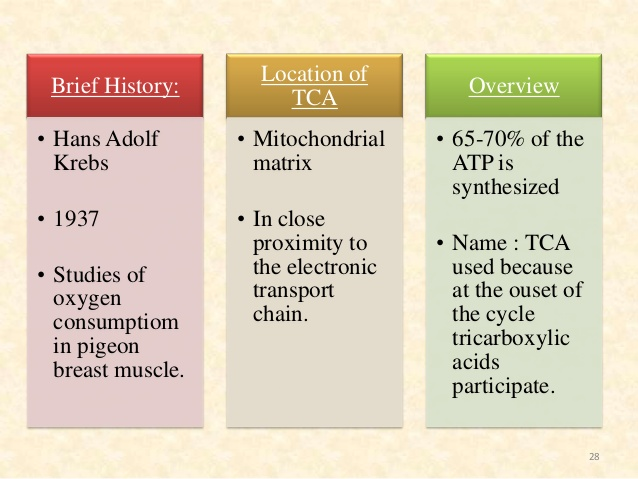 Brief History:
• Hans Adolf
Krebs
• 1937
• Studies of
oxygen
consumptiom
in pigeon
breast muscle.
Location of
TCA
• Mitochondrial
matrix
• In close
proximity to
the electronic
transport
chain.
Overview
• 65-70% of the
ATP is
synthesized
• Name : TCA
used because
at the ouset of
the cycle
tricarboxylic
acids
participate.
28